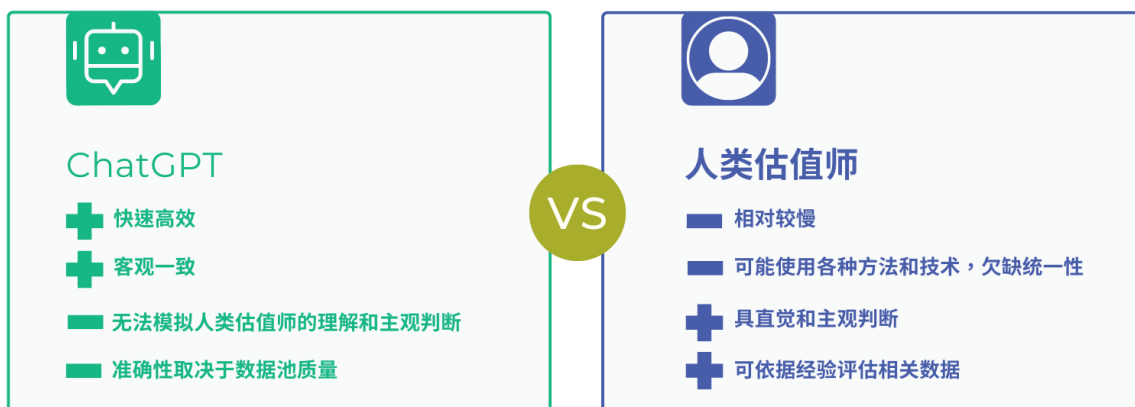 ChatGPT
快速高效
客观一致
无法模拟人类估值师的理解和主观判断
准确性取决于数据池质量
VS
人类估值师
相对较慢
可能使用各种方法和技术，欠缺统一性
具直觉和主观判断
可依据经验评估相关数据